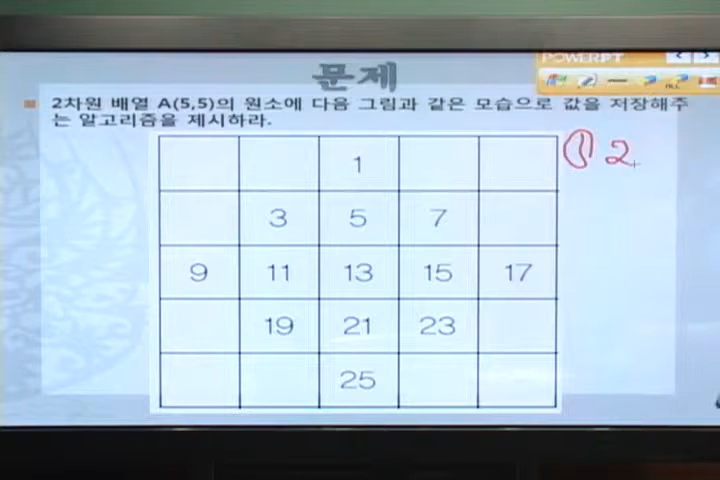 문제
POWERPT
2차원 배열 A(5,5)의 원소에 다음 그림과 같은 모습으로 값을 저장해주
는 알고리즘을 제시하라.
① 2
1
3 5 7
9 11 13 15 17
19 21 23
25